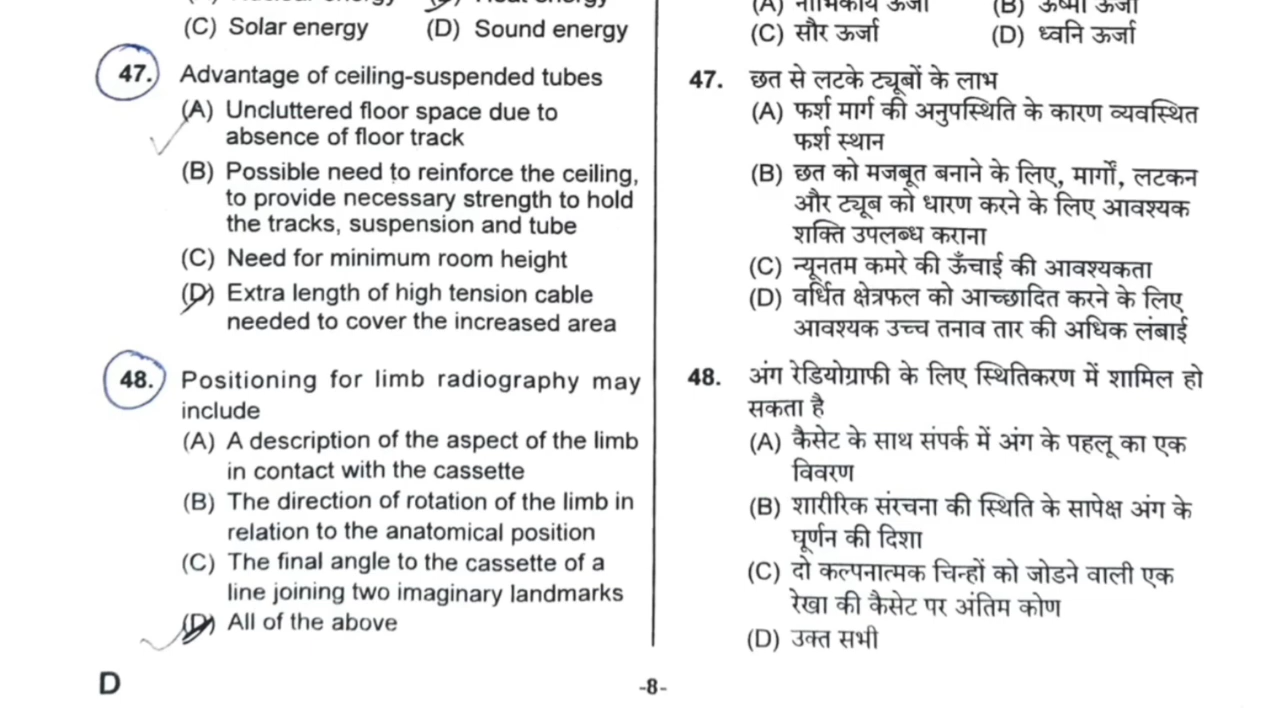 (C) Solar energy (D) Sound energy
47. Advantage of ceiling-suspended tubes
(A) Uncluttered floor space due to
absence of floor track
(B) Possible need to reinforce the ceiling,
to provide necessary strength to hold
the tracks, suspension and tube
(C) Need for minimum room height
(D) Extra length of high tension cable
needed to cover the increased area
48. Positioning for limb radiography may
include
(A) A description of the aspect of the limb
in contact with the cassette
(B) The direction of rotation of the limb in
relation to the anatomical position
(C) The final angle to the cassette of a
line joining two imaginary landmarks
(D) All of the above
(A) नाभिकीय ऊर्जा (B) ऊष्मा ऊर्जा
(C) सौर ऊर्जा (D) ध्वनि ऊर्जा
47. छत से लटके ट्यूबों के लाभ
(A) फर्श मार्ग की अनुपस्थिति के कारण व्यवस्थित
फर्श स्थान
(B) छत को मजबूत बनाने के लिए, मार्गों, लटकन
और ट्यूब को धारण करने के लिए आवश्यक
शक्ति उपलब्ध कराना
(C) न्यूनतम कमरे की ऊँचाई की आवश्यकता
(D) वर्धित क्षेत्रफल को आच्छादित करने के लिए
आवश्यक उच्च तनाव तार की अधिक लंबाई
48. अंग रेडियोग्राफी के लिए स्थितिकरण में शामिल हो
सकता है
(A) कैसेट के साथ संपर्क में अंग के पहलू का एक
विवरण
(B) शारीरिक संरचना की स्थिति के सापेक्ष अंग के
घूर्णन की दिशा
(C) दो कल्पनात्मक चिन्हों को जोडने वाली एक
रेखा की कैसेट पर अंतिम कोण
(D) उक्त सभी
D -8-